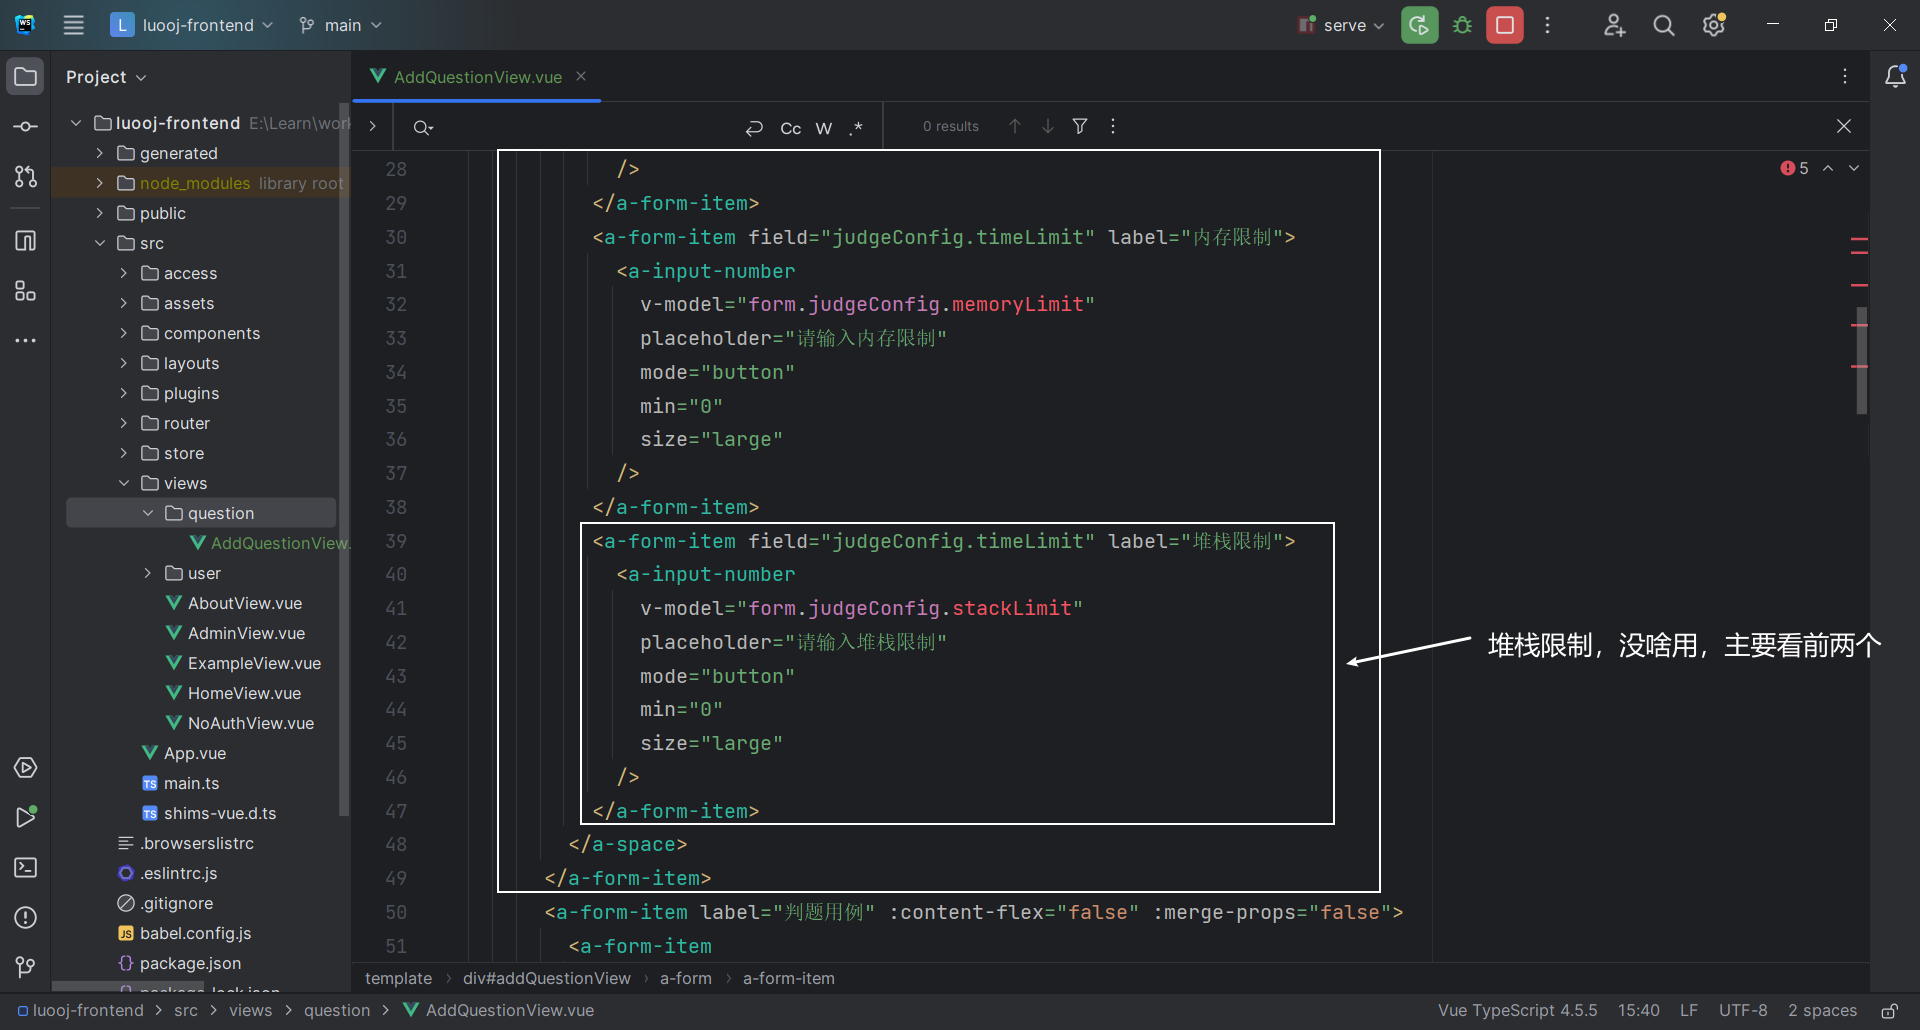 WS
L luooj-frontend main serve
Project
AddQuestionView.vue
luooj-frontend E:\Learn\work
generated
node_modules library root
public
src
access
assets
components
layouts
plugins
router
store
views
question
AddQuestionView.
user
AboutView.vue
AdminView.vue
ExampleView.vue
HomeView.vue
NoAuthView.vue
App.vue
TS main.ts
TS shims-vue.d.ts
.browserslistrc
.eslintrc.js
.gitignore
JS babel.config.js
package.json
package-lock.json
Cc W .* 0 results
5
28 />
29 </a-form-item>
30 <a-form-item field="judgeConfig.timeLimit" label="内存限制">
31 <a-input-number
32 v-model="form.judgeConfig.memoryLimit"
33 placeholder="请输入内存限制"
34 mode="button"
35 min="0"
36 size="large"
37 />
38 </a-form-item>
39 <a-form-item field="judgeConfig.timeLimit" label="堆栈限制">
40 <a-input-number
41 v-model="form.judgeConfig.stackLimit"
42 placeholder="请输入堆栈限制"
43 mode="button"
44 min="0"
45 size="large"
46 />
47 </a-form-item>
48 </a-space>
49 </a-form-item>
50 <a-form-item label="判题用例" :content-flex="false" :merge-props="false">
51 <a-form-item
堆栈限制，没啥用，主要看前两个
template › div#addQuestionView › a-form › a-form-item
luooj-frontend > src > views > question > AddQuestionView.vue
Vue TypeScript 4.5.5 15:40 LF UTF-8 2 spaces